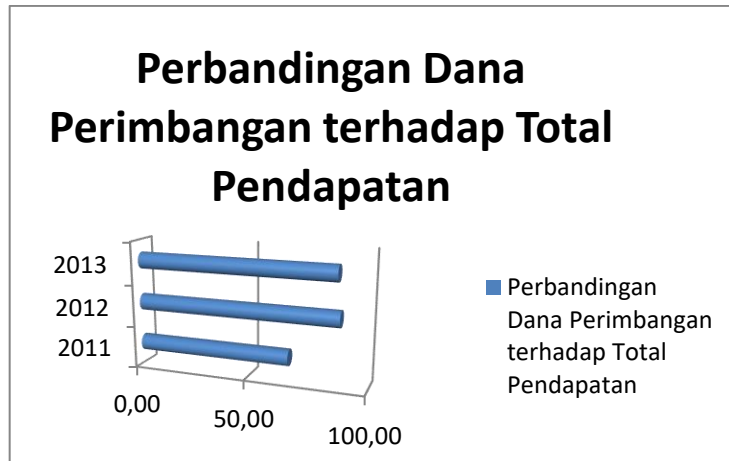 Perbandingan Dana
Perimbangan terhadap Total
Pendapatan
2013
2012
2011
0,00
50,00
100,00
Perbandingan
Dana Perimbangan
terhadap Total
Pendapatan